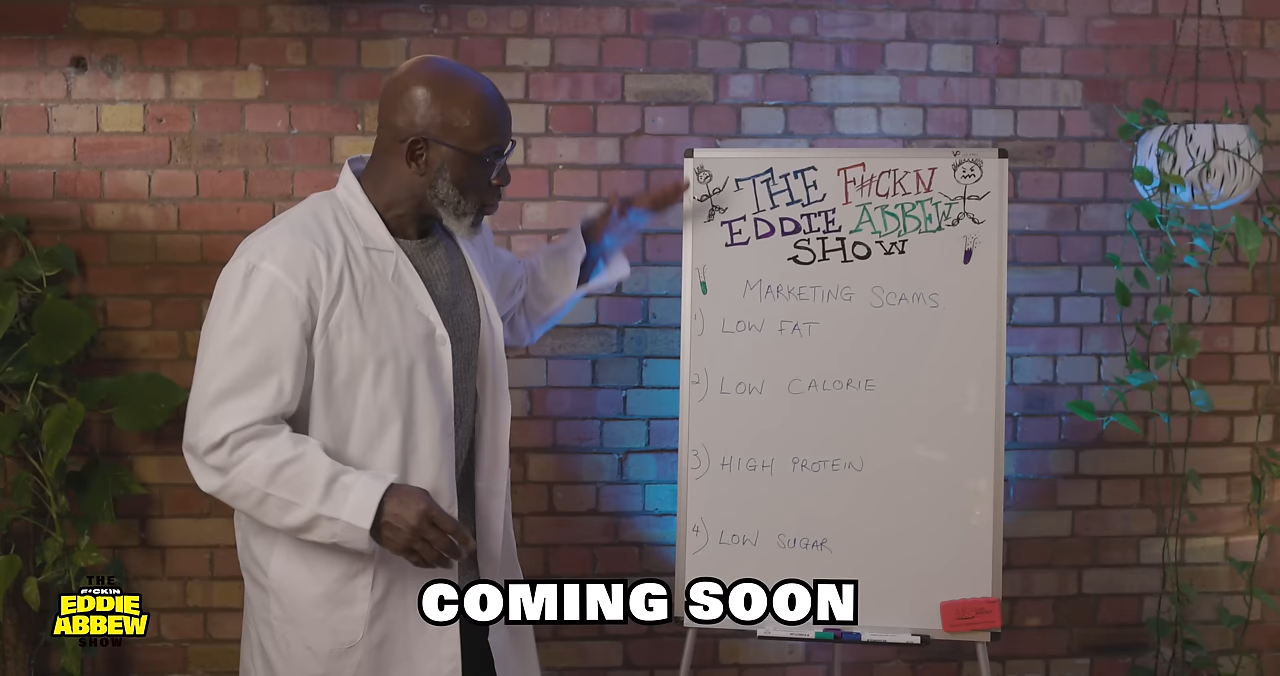 THE F#CKN
EDDIE ABBEW
SHOW
MARKETING SCAMS
1) LOW FAT
2) LOW CALORIE
3) HIGH PROTEIN
4) LOW SUGAR
COMING SOON
THE
F*CKIN
EDDIE
ABBEW
SHOW